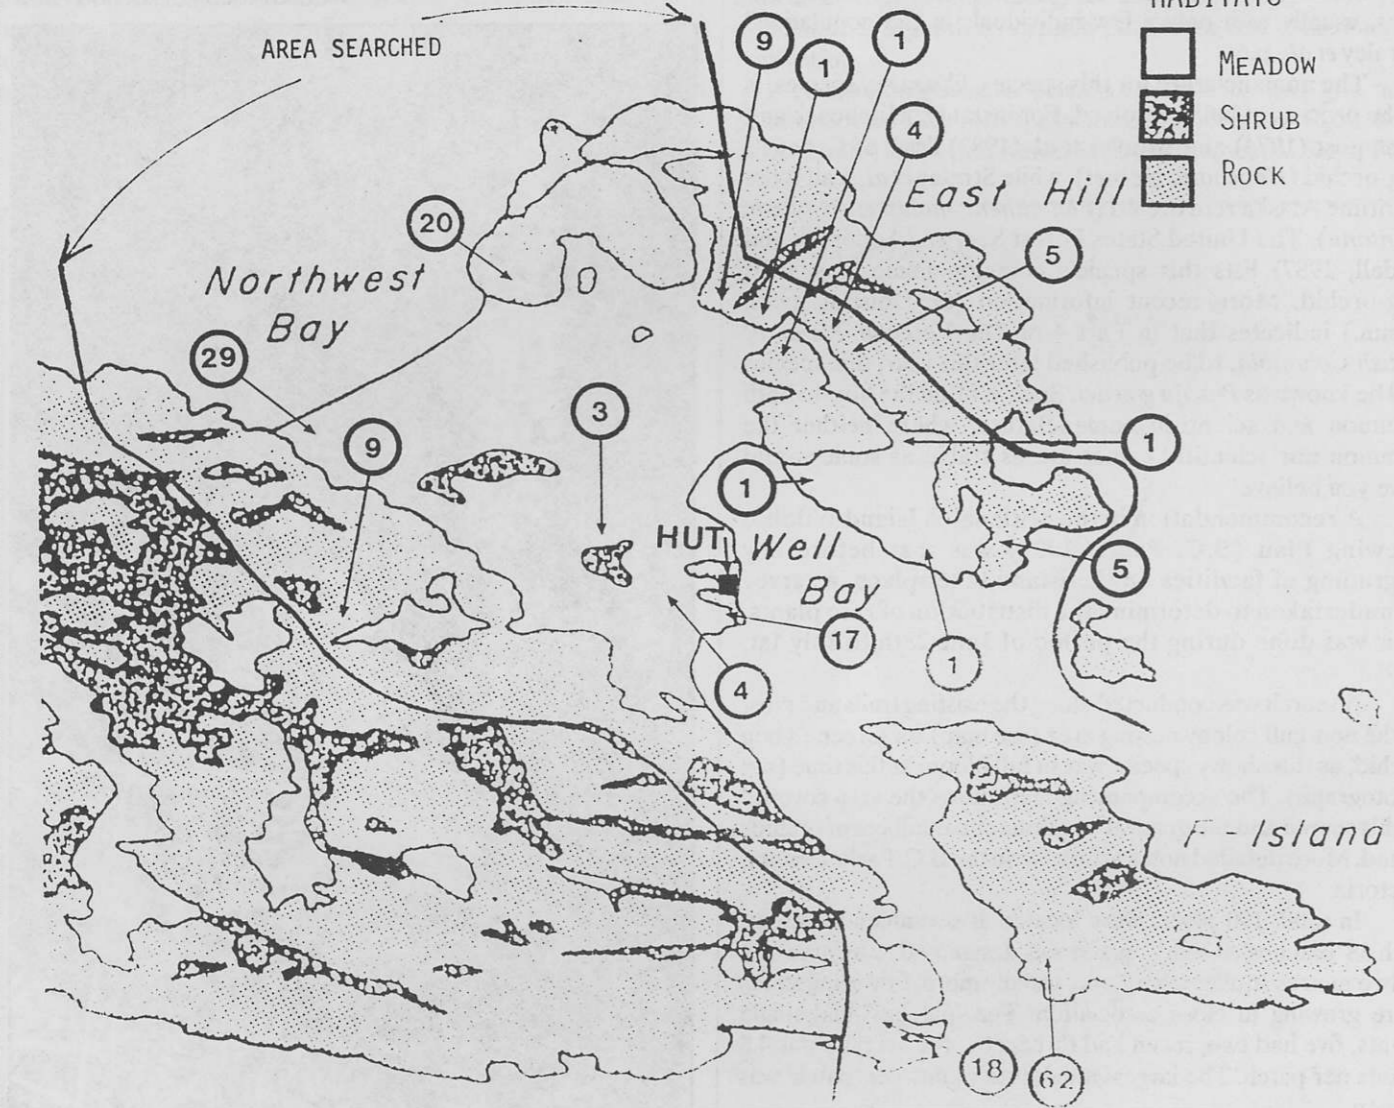 HABITATS
AREA SEARCHED
MEADOW
SHRUB
ROCK
9
1
1
4
East Hill
20
5
Northwest
Bay
29
9
3
1
1
HUT
Well
Bay
5
17
1
4
Island
18
62